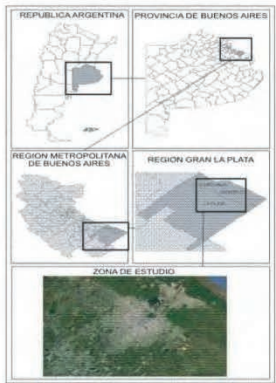 REPUBLICA ARGENTINA
PROVINCIA DE BUENOS AIRES
REGION METROPOLITANA
DE BUENOS AIRES
REGION GRAN LA PLATA
ZONA DE ESTUDIO